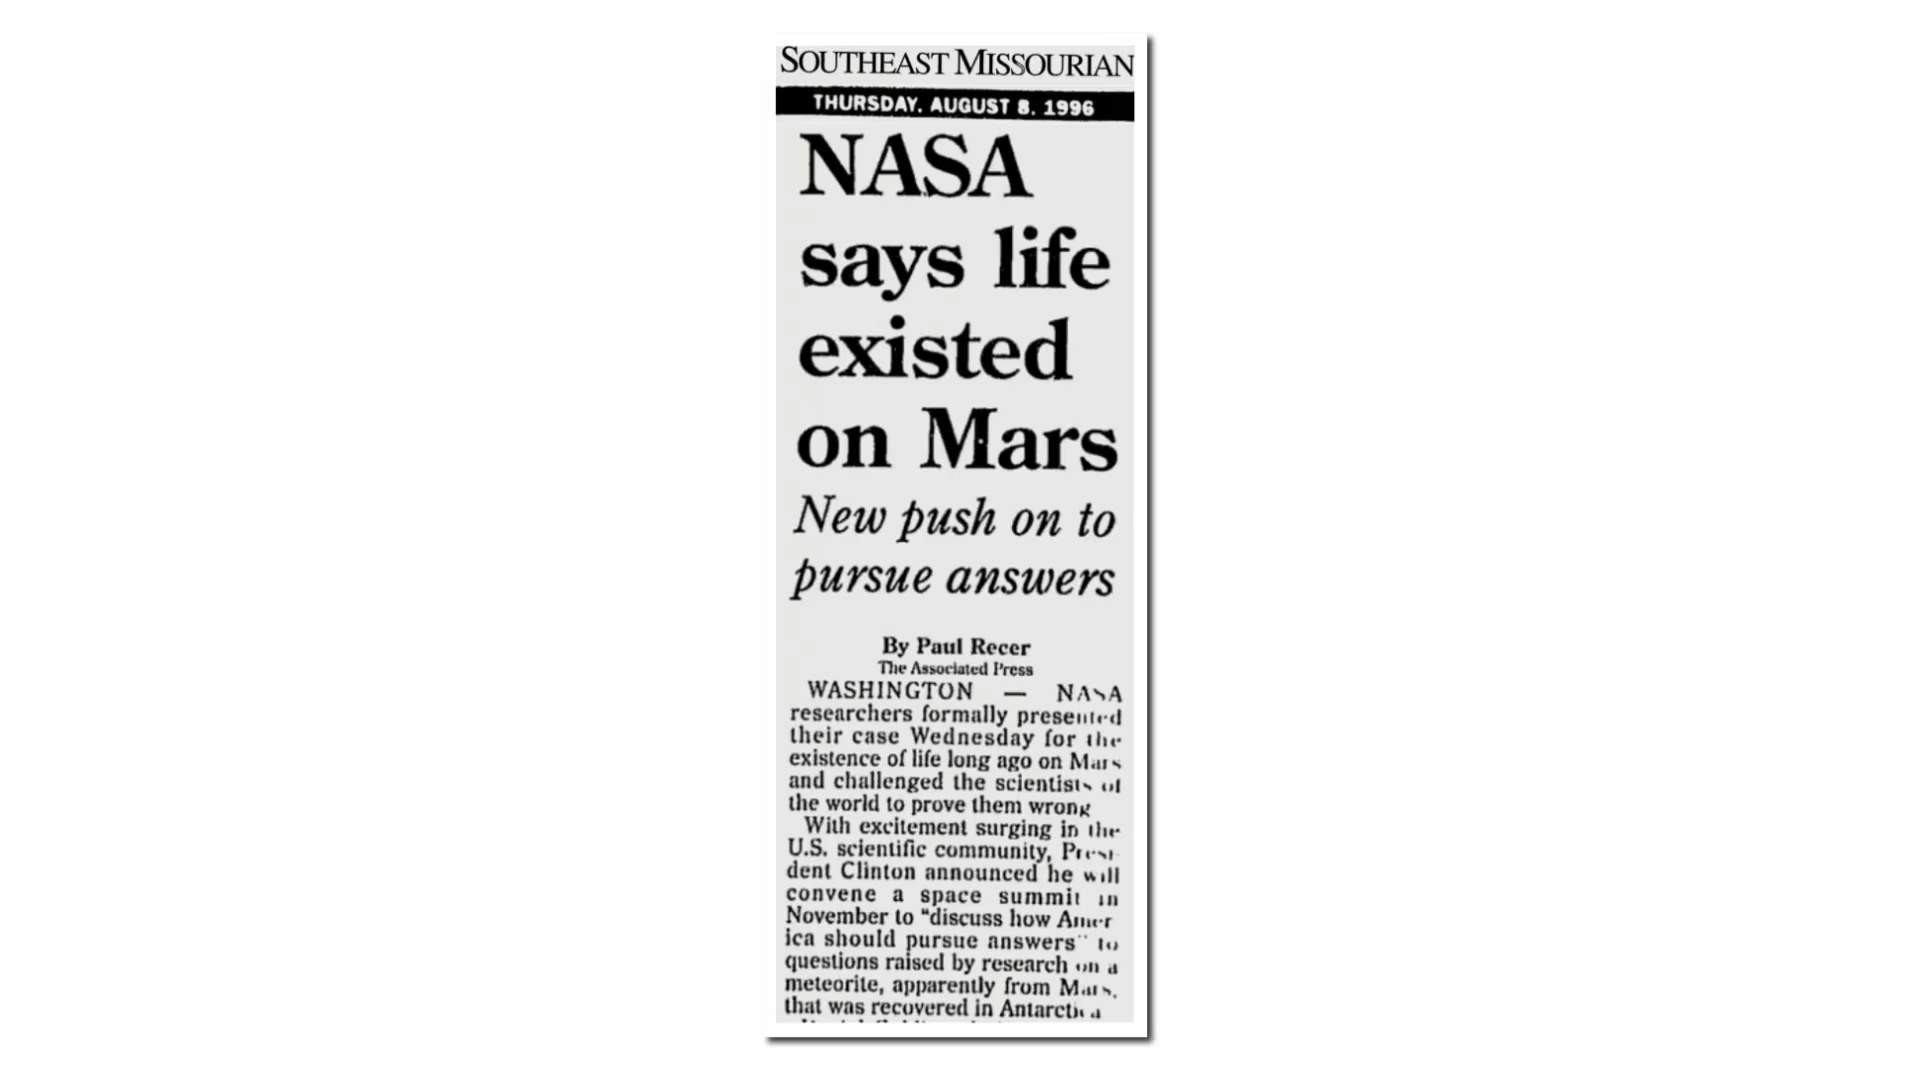 SOUTHEAST MISSOURIAN
THURSDAY, AUGUST 8, 1996
NASA
says life
existed
on Mars
New push on to
pursue answers
By Paul Recer
The Associated Press
WASHINGTON — NASA
researchers formally presented
their case Wednesday for the
existence of life long ago on Mars
and challenged the scientists of
the world to prove them wrong
With excitement surging in the
U.S. scientific community, Presi-
dent Clinton announced he will
convene a space summit in
November to "discuss how Amer
ica should pursue answers" to
questions raised by research on a
meteorite, apparently from Mars,
that was recovered in Antarctica